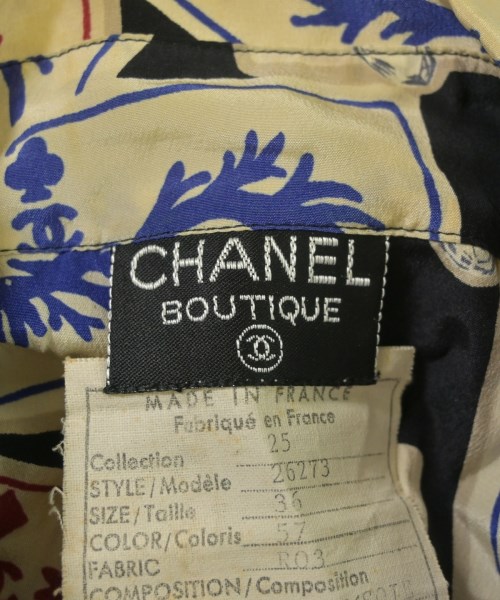 CHANEL
BOUTIQUE
MADE IN FRANCE
Fabriqué en France
Collection 25
STYLE/Modèle 26273
SIZE/Taille 36
COLOR/Coloris 57
FABRIC R03
COMPOSITION/Composition